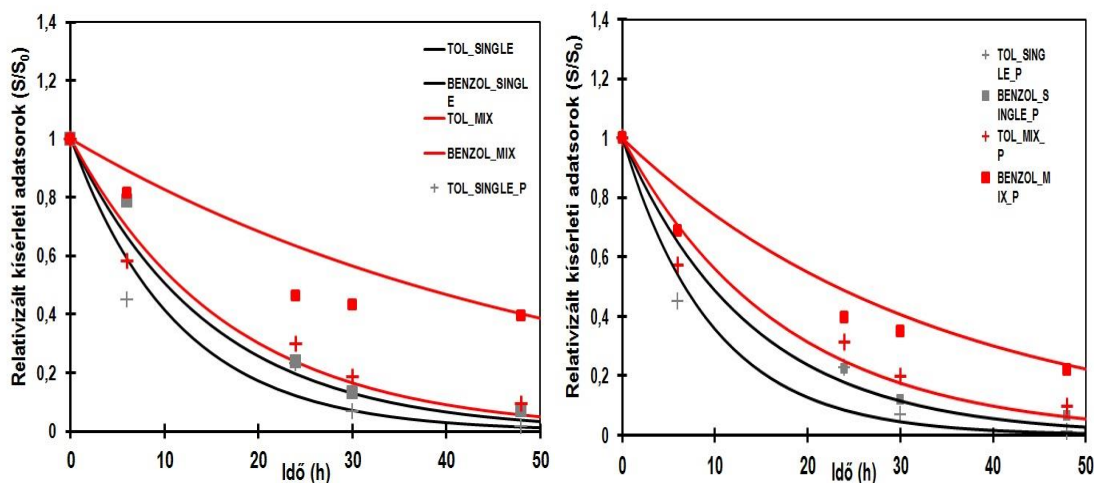 Relativizált kísérleti adatsorok (S/S₀)
1,4
1,2
1
0,8
0,6
0,4
0,2
0
0
10
20
30
40
50
Idő (h)
TOL_SINGLE
BENZOL_SINGL
E
TOL_MIX
BENZOL_MIX
TOL_SINGLE_P
Relativizált kísérleti adatsorok (S/S₀)
1,4
1,2
1
0,8
0,6
0,4
0,2
0
0
10
20
30
40
50
Idő (h)
TOL_SING
LE_P
BENZOL_S
INGLE_P
TOL_MIX_
P
BENZOL_M
IX_P